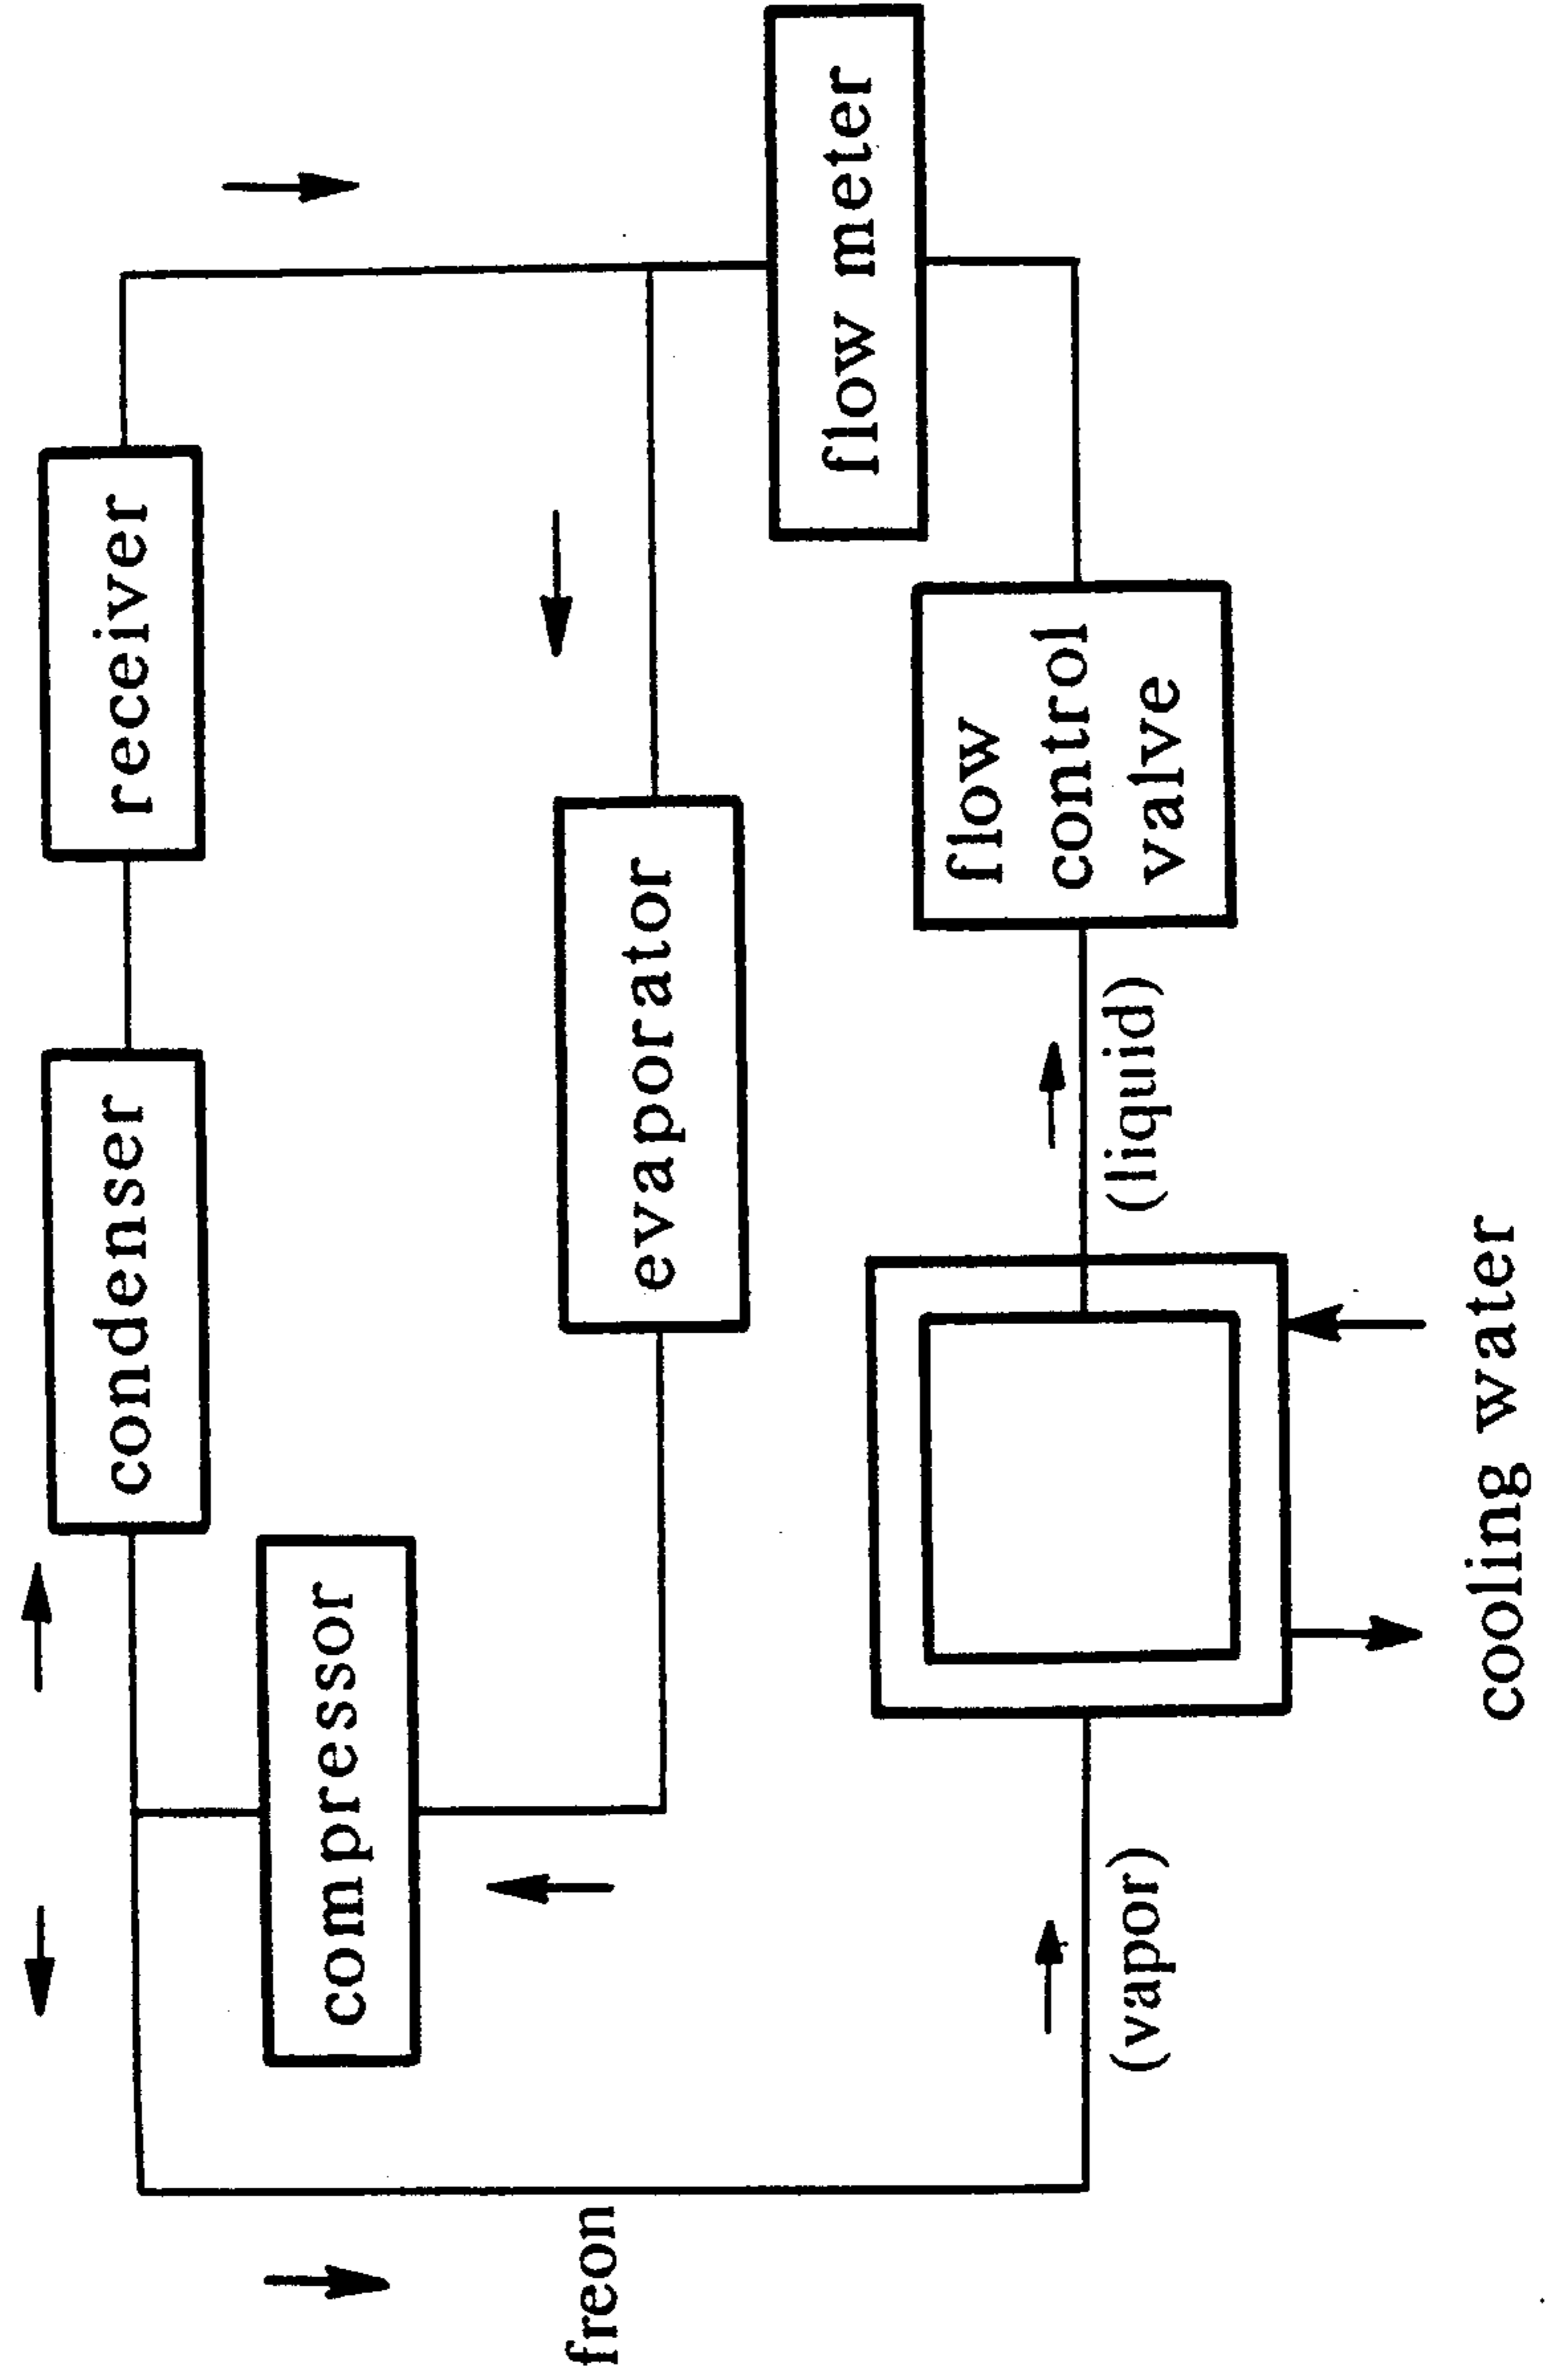 condenser
receiver
compressor
evaporator
flow meter
freon
flow
control
valve
(vapor)
(liquid)
cooling water